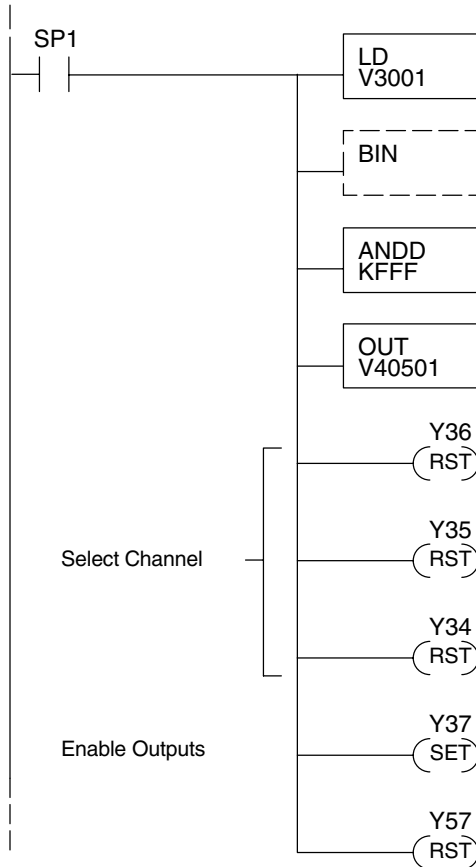 SP1
LD
V3001
BIN
ANDD
KFFF
OUT
V40501
Y36
RST
Y35
Select Channel
RST
Y34
RST
Y37
Enable Outputs
SET
Y57
RST